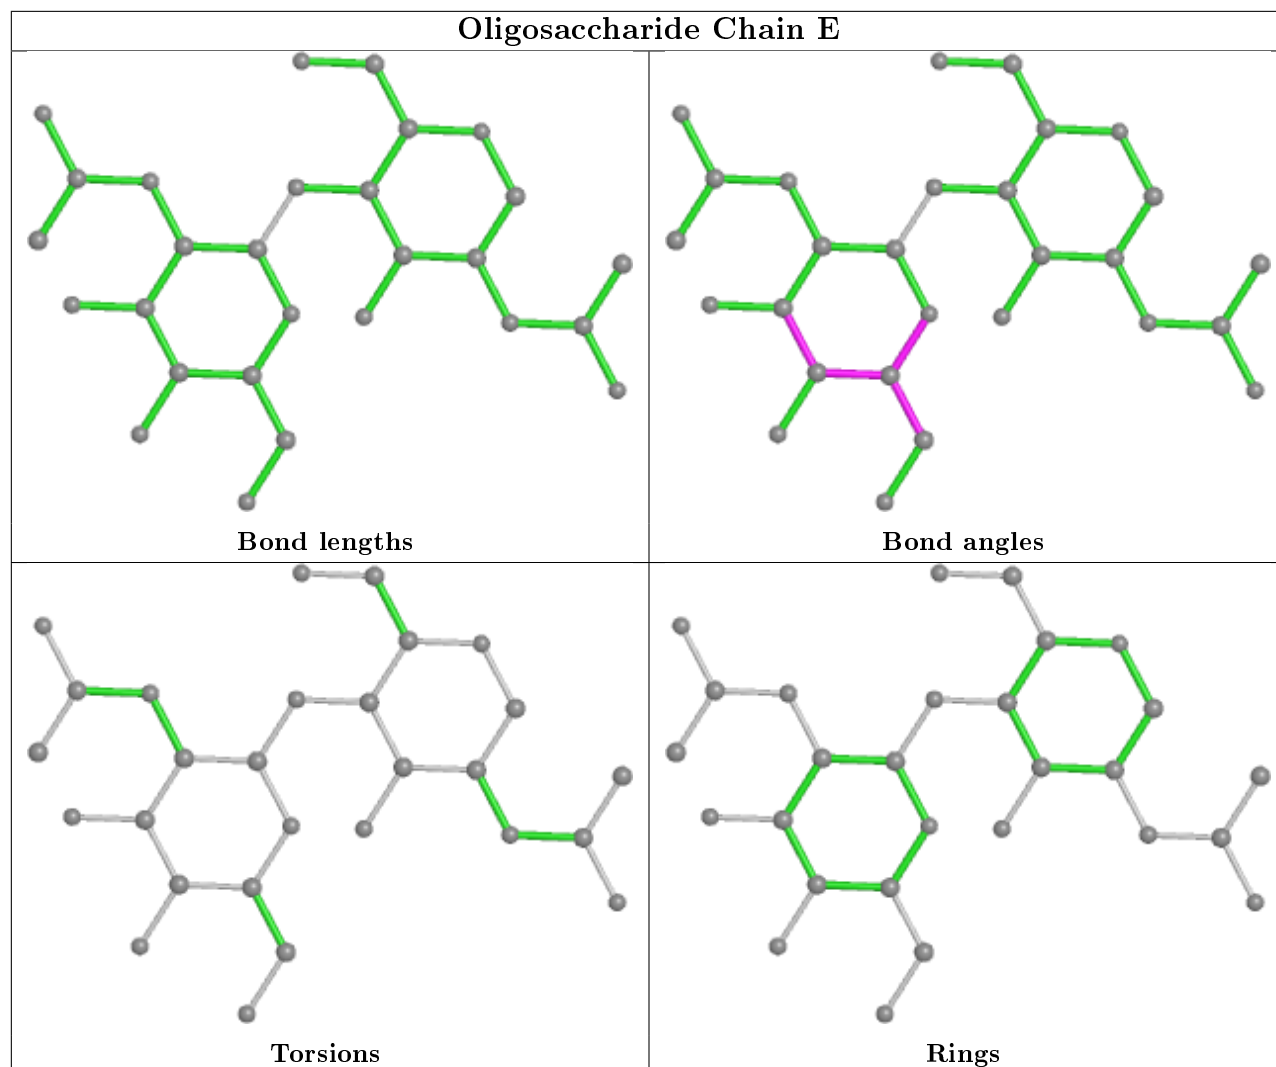 Oligosaccharide Chain E
Bond lengths
Bond angles
Torsions
Rings